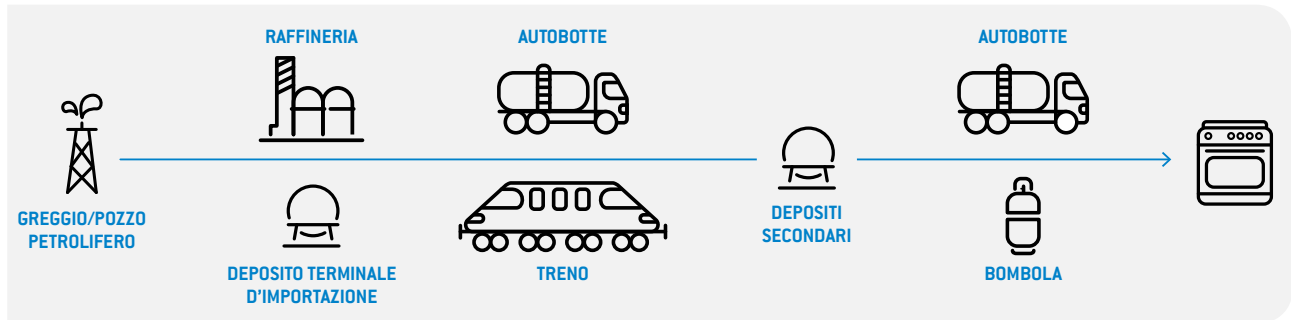 RAFFINERIA
AUTOBOTTE
AUTOBOTTE
GREGGIO/POZZO
PETROLIFERO
DEPOSITO TERMINALE
D'IMPORTAZIONE
TRENO
DEPOSITI
SECONDARI
BOMBOLA